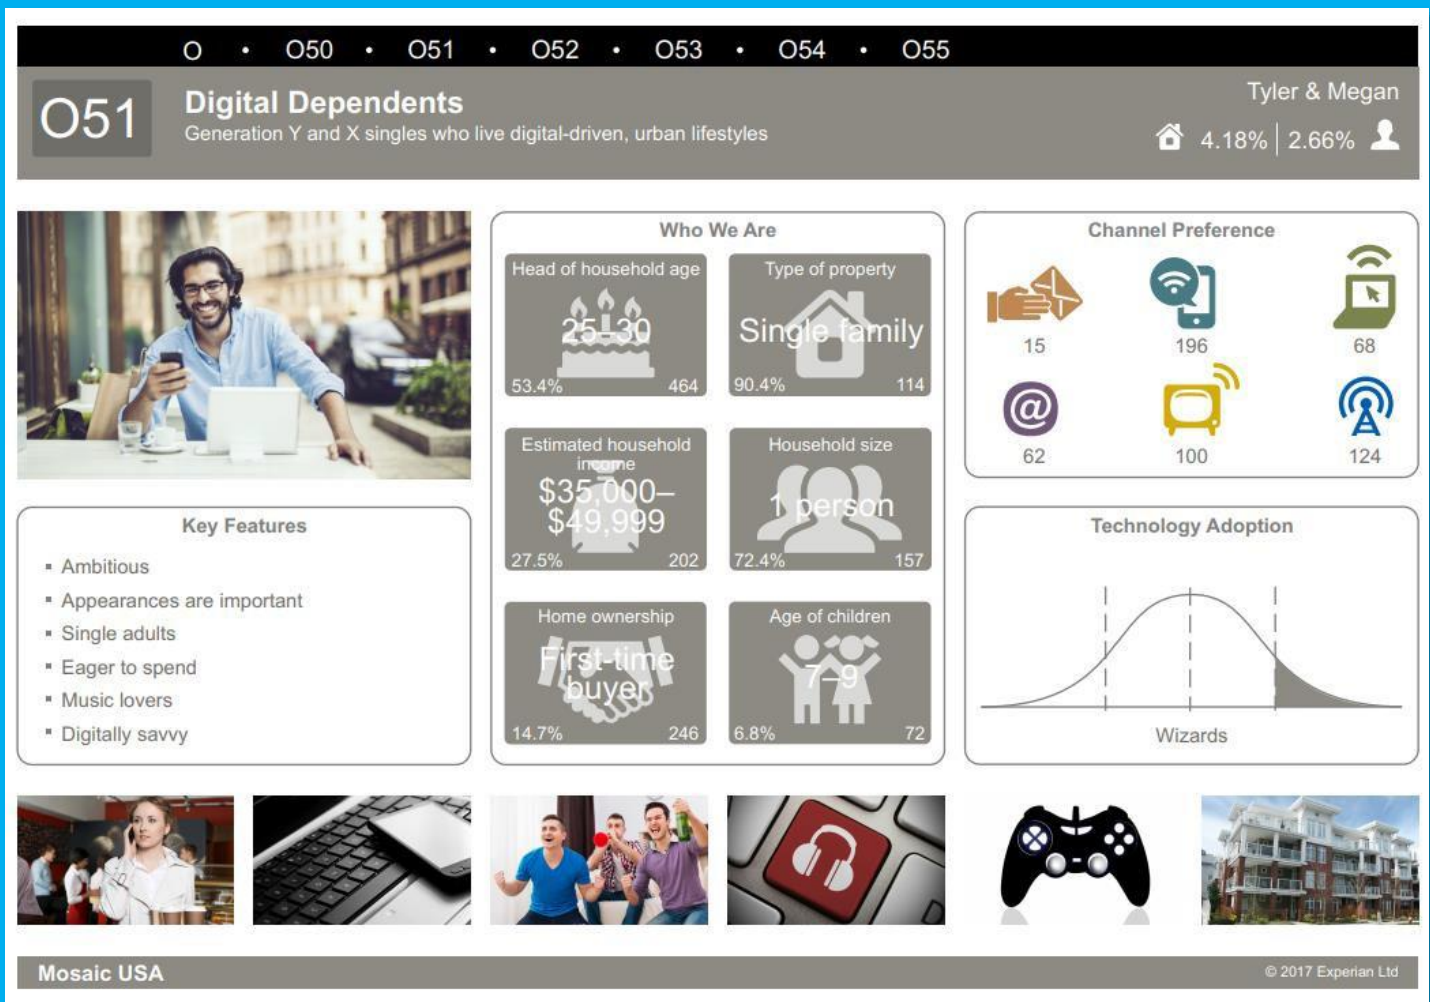 O • O50 • O51 • O52 • O53 • O54 • O55
O51
Digital Dependents
Generation Y and X singles who live digital-driven, urban lifestyles
Tyler & Megan
4.18% | 2.66%
Key Features
▪ Ambitious
▪ Appearances are important
▪ Single adults
▪ Eager to spend
▪ Music lovers
▪ Digitally savvy
Who We Are
Head of household age
25–30
53.4% 464
Type of property
Single family
90.4% 114
Estimated household
income
$35,000–
$49,999
27.5% 202
Household size
1 person
72.4% 157
Home ownership
First-time
buyer
14.7% 246
Age of children
7–9
6.8% 72
Channel Preference
15 196 68
@
62 100 124
Technology Adoption
Wizards
Mosaic USA
© 2017 Experian Ltd